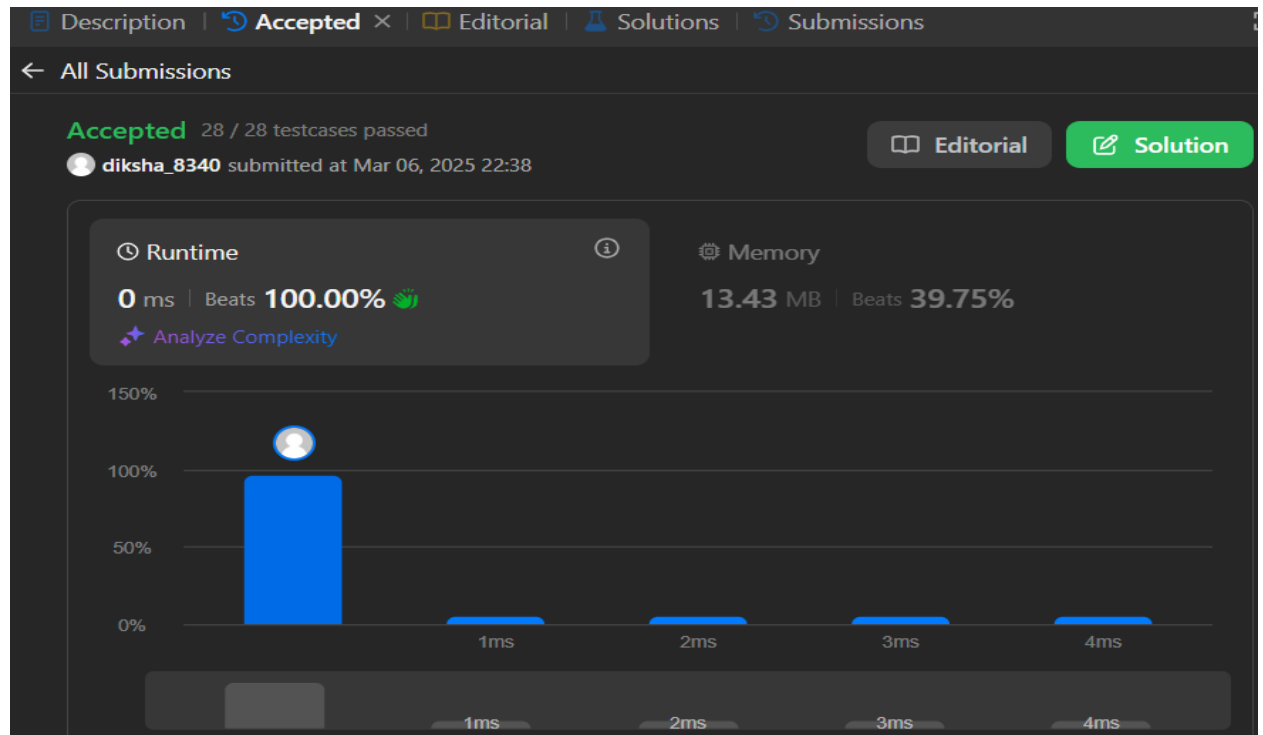 Description Accepted Editorial Solutions Submissions
All Submissions
Accepted 28 / 28 testcases passed
diksha_8340 submitted at Mar 06, 2025 22:38
Editorial Solution
Runtime
0 ms Beats 100.00%
Analyze Complexity
Memory
13.43 MB Beats 39.75%
150%
100%
50%
0%
1ms 2ms 3ms 4ms
1ms 2ms 3ms 4ms